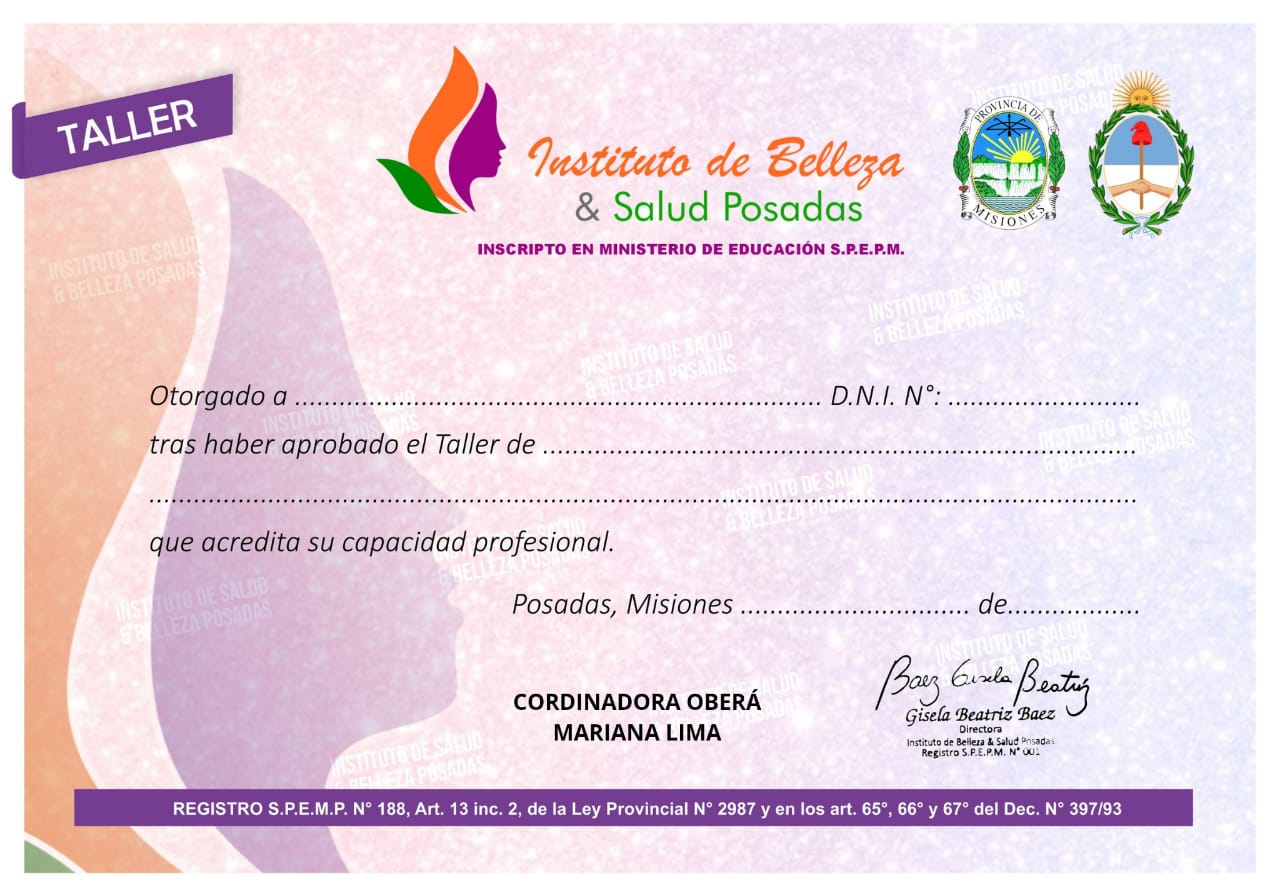 TALLER
Instituto de Belleza
& Salud Posadas
INSCRIPTO EN MINISTERIO DE EDUCACIÓN S.P.E.P.M.
PROVINCIA DE
MISIONES
INSTITUTO DE SALUD
& BELLEZA POSADAS
Otorgado a ........................................................................ D.N.I. N°: ..........................
tras haber aprobado el Taller de ................................................................................
.....................................................................................................................................
que acredita su capacidad profesional.
Posadas, Misiones ............................... de..................
CORDINADORA OBERÁ
MARIANA LIMA
Baez Gisela Beatriz
Gisela Beatriz Baez
Directora
Instituto de Belleza & Salud Posadas
Registro S.P.E.P.M. N° 001
REGISTRO S.P.E.M.P. N° 188, Art. 13 inc. 2, de la Ley Provincial N° 2987 y en los art. 65°, 66° y 67° del Dec. N° 397/93